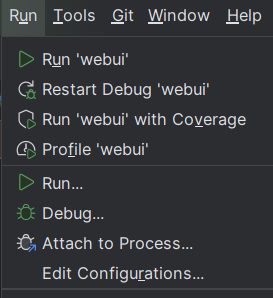 Run Tools Git Window Help
Run 'webui'
Restart Debug 'webui'
Run 'webui' with Coverage
Profile 'webui'
Run...
Debug...
Attach to Process...
Edit Configurations...